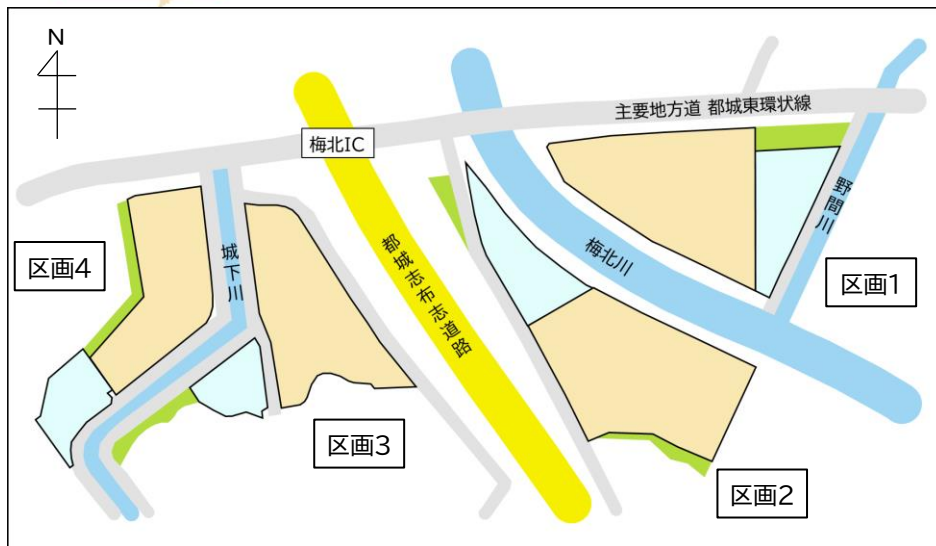 N
主要地方道 都城東環状線
梅北IC
野間川
区画4
城下川
都城志布志道路
梅北川
区画1
区画3
区画2